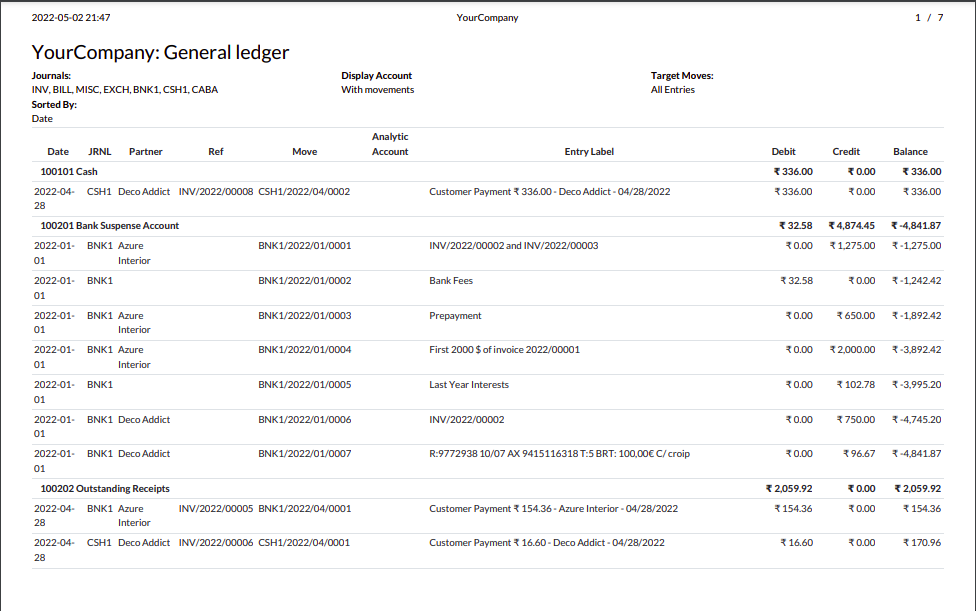 2022-05-02 21:47 YourCompany 1 / 7
YourCompany: General ledger
Journals: Display Account Target Moves:
INV, BILL, MISC, EXCH, BNK1, CSH1, CABA With movements All Entries
Sorted By:
Date
Analytic
Date JRNL Partner Ref Move Account Entry Label Debit Credit Balance
100101 Cash ₹ 336.00 ₹ 0.00 ₹ 336.00
2022-04- CSH1 Deco Addict INV/2022/00008 CSH1/2022/04/0002 Customer Payment ₹ 336.00 - Deco Addict - 04/28/2022 ₹ 336.00 ₹ 0.00 ₹ 336.00
28
100201 Bank Suspense Account ₹ 32.58 ₹ 4,874.45 ₹ -4,841.87
2022-01- BNK1 Azure BNK1/2022/01/0001 INV/2022/00002 and INV/2022/00003 ₹ 0.00 ₹ 1,275.00 ₹ -1,275.00
01 Interior
2022-01- BNK1 BNK1/2022/01/0002 Bank Fees ₹ 32.58 ₹ 0.00 ₹ -1,242.42
01
2022-01- BNK1 Azure BNK1/2022/01/0003 Prepayment ₹ 0.00 ₹ 650.00 ₹ -1,892.42
01 Interior
2022-01- BNK1 Azure BNK1/2022/01/0004 First 2000 $ of invoice 2022/00001 ₹ 0.00 ₹ 2,000.00 ₹ -3,892.42
01 Interior
2022-01- BNK1 BNK1/2022/01/0005 Last Year Interests ₹ 0.00 ₹ 102.78 ₹ -3,995.20
01
2022-01- BNK1 Deco Addict BNK1/2022/01/0006 INV/2022/00002 ₹ 0.00 ₹ 750.00 ₹ -4,745.20
01
2022-01- BNK1 Deco Addict BNK1/2022/01/0007 R:9772938 10/07 AX 9415116318 T:5 BRT: 100,00€ C/ croip ₹ 0.00 ₹ 96.67 ₹ -4,841.87
01
100202 Outstanding Receipts ₹ 2,059.92 ₹ 0.00 ₹ 2,059.92
2022-04- BNK1 Azure INV/2022/00005 BNK1/2022/04/0001 Customer Payment ₹ 154.36 - Azure Interior - 04/28/2022 ₹ 154.36 ₹ 0.00 ₹ 154.36
28 Interior
2022-04- CSH1 Deco Addict INV/2022/00006 CSH1/2022/04/0001 Customer Payment ₹ 16.60 - Deco Addict - 04/28/2022 ₹ 16.60 ₹ 0.00 ₹ 170.96
28